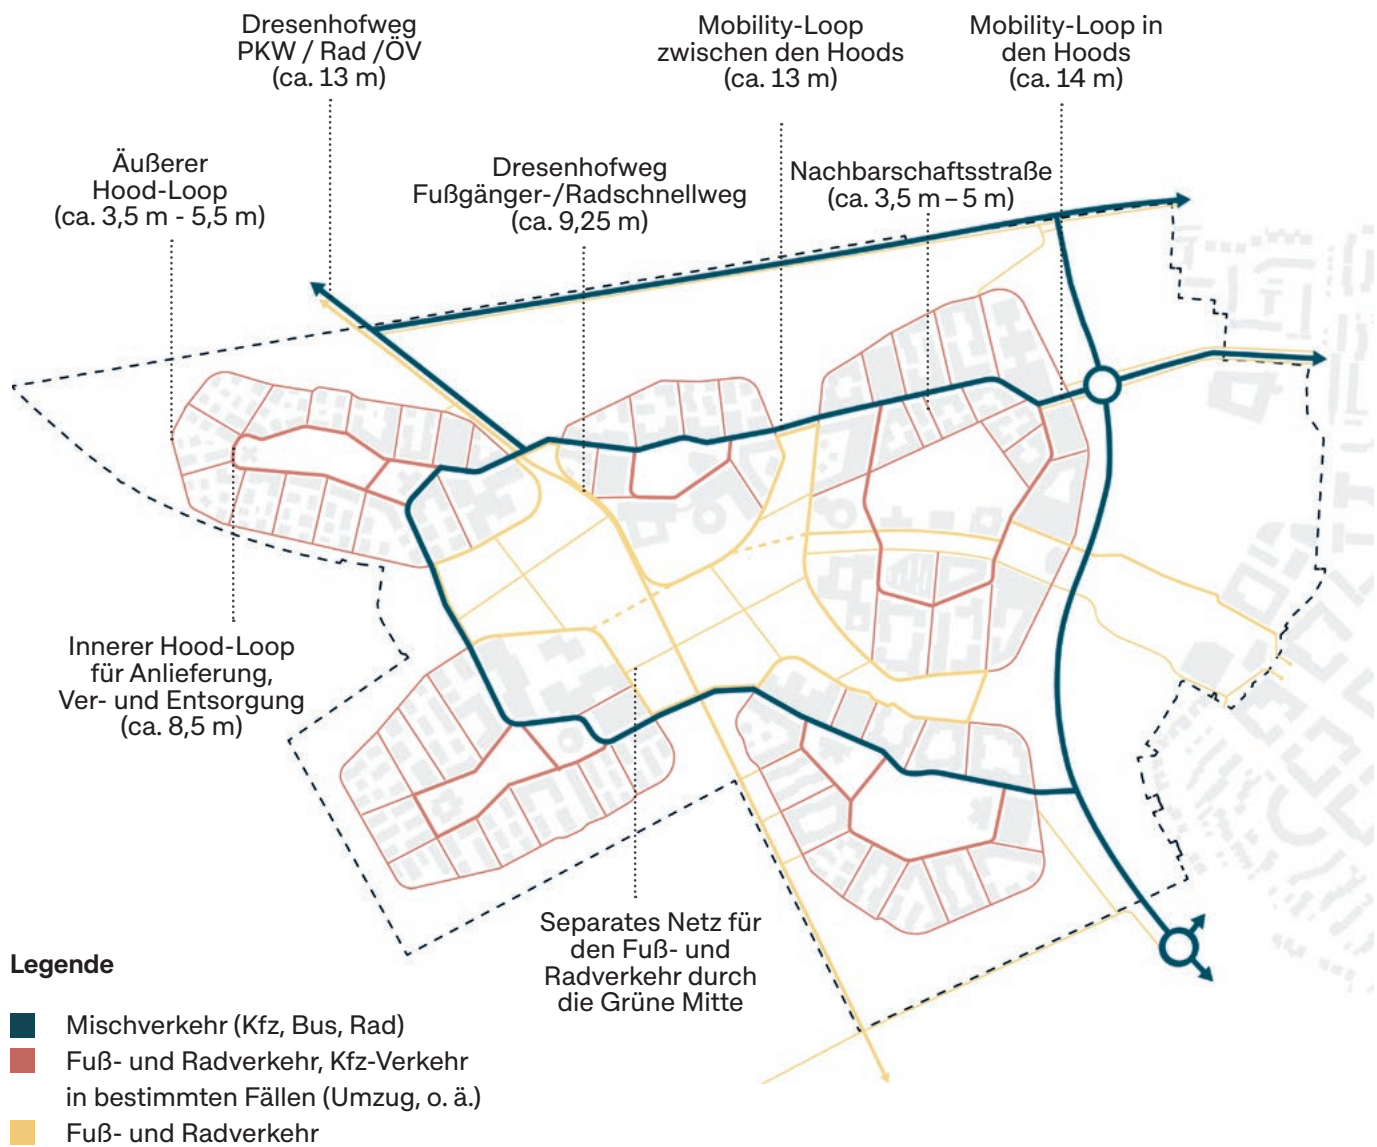 Dresenhofweg
PKW / Rad /ÖV
(ca. 13 m)
Mobility-Loop
zwischen den Hoods
(ca. 13 m)
Mobility-Loop in
den Hoods
(ca. 14 m)
Äußerer
Hood-Loop
(ca. 3,5 m - 5,5 m)
Dresenhofweg
Fußgänger-/Radschnellweg
(ca. 9,25 m)
Nachbarschaftsstraße
(ca. 3,5 m – 5 m)
Innerer Hood-Loop
für Anlieferung,
Ver- und Entsorgung
(ca. 8,5 m)
Separates Netz für
den Fuß- und
Radverkehr durch
die Grüne Mitte
Legende
Mischverkehr (Kfz, Bus, Rad)
Fuß- und Radverkehr, Kfz-Verkehr
in bestimmten Fällen (Umzug, o. ä.)
Fuß- und Radverkehr